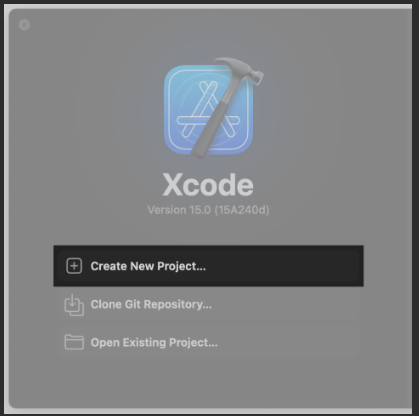 Xcode
Version 15.0 (15A240d)
Create New Project...
Clone Git Repository...
Open Existing Project...